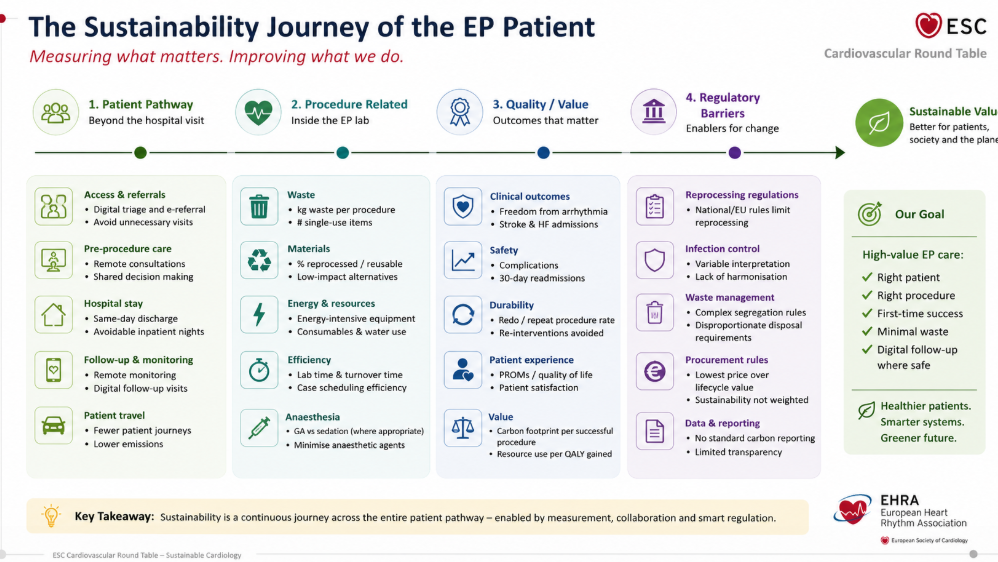 The Sustainability Journey of the EP Patient
Measuring what matters. Improving what we do.
ESC
Cardiovascular Round Table
1. Patient Pathway
Beyond the hospital visit
2. Procedure Related
Inside the EP lab
3. Quality / Value
Outcomes that matter
4. Regulatory
Barriers
Enablers for change
Sustainable Valu
Better for patients,
society and the plane
Access & referrals
• Digital triage and e-referral
• Avoid unnecessary visits
Pre-procedure care
• Remote consultations
• Shared decision making
Hospital stay
• Same-day discharge
• Avoidable inpatient nights
Follow-up & monitoring
• Remote monitoring
• Digital follow-up visits
Patient travel
• Fewer patient journeys
• Lower emissions
Waste
• kg waste per procedure
• # single-use items
Materials
• % reprocessed / reusable
• Low-impact alternatives
Energy & resources
• Energy-intensive equipment
• Consumables & water use
Efficiency
• Lab time & turnover time
• Case scheduling efficiency
Anaesthesia
• GA vs sedation (where appropriate)
• Minimise anaesthetic agents
Clinical outcomes
• Freedom from arrhythmia
• Stroke & HF admissions
Safety
• Complications
• 30-day readmissions
Durability
• Redo / repeat procedure rate
• Re-interventions avoided
Patient experience
• PROMs / quality of life
• Patient satisfaction
Value
• Carbon footprint per successful
procedure
• Resource use per QALY gained
Reprocessing regulations
• National/EU rules limit
reprocessing
Infection control
• Variable interpretation
• Lack of harmonisation
Waste management
• Complex segregation rules
• Disproportionate disposal
requirements
Procurement rules
• Lowest price over
lifecycle value
• Sustainability not weighted
Data & reporting
• No standard carbon reporting
• Limited transparency
Our Goal
High-value EP care:
✓ Right patient
✓ Right procedure
✓ First-time success
✓ Minimal waste
✓ Digital follow-up
where safe
Healthier patients.
Smarter systems.
Greener future.
Key Takeaway: Sustainability is a continuous journey across the entire patient pathway – enabled by measurement, collaboration and smart regulation.
EHRA
European Heart
Rhythm Association
European Society of Cardiology
ESC Cardiovascular Round Table – Sustainable Cardiology